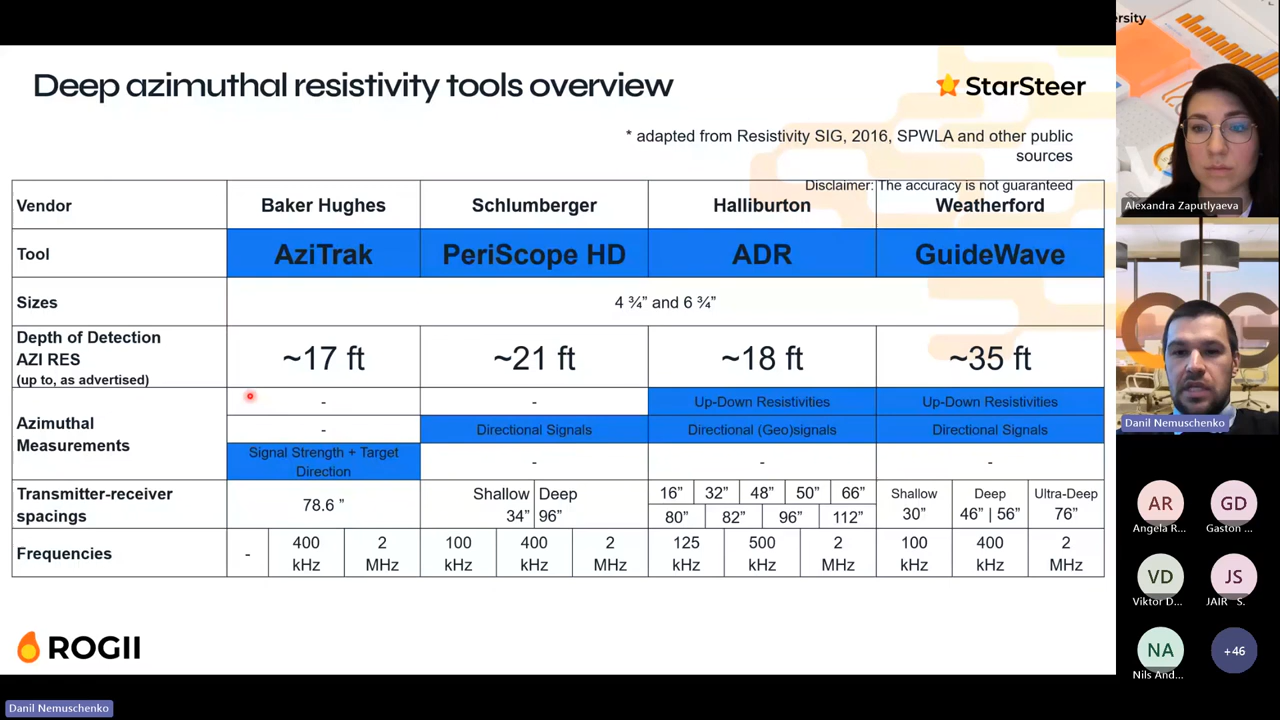 Deep azimuthal resistivity tools overview
StarSteer
* adapted from Resistivity SIG, 2016, SPWLA and other public
sources
Disclaimer: The accuracy is not guaranteed
Vendor
Baker Hughes
Schlumberger
Halliburton
Weatherford
Tool
AziTrak
PeriScope HD
ADR
GuideWave
Sizes
4 ¾” and 6 ¾”
Depth of Detection
AZI RES
(up to, as advertised)
~17 ft
~21 ft
~18 ft
~35 ft
Azimuthal
Measurements
-
-
Up-Down Resistivities
Up-Down Resistivities
-
Directional Signals
Directional (Geo)signals
Directional Signals
Signal Strength + Target
Direction
-
-
-
Transmitter-receiver
spacings
78.6 ”
Shallow
34”
Deep
96”
16” 32” 48” 50” 66”
80” 82” 96” 112”
Shallow
30”
Deep
46” | 56”
Ultra-Deep
76”
Frequencies
-
400
kHz
2
MHz
100
kHz
400
kHz
2
MHz
125
kHz
500
kHz
2
MHz
100
kHz
400
kHz
2
MHz
ROGII
Danil Nemuschenko
ersity
Alexandra Zaputlyaeva
Danil Nemuschenko
AR
Angela R...
GD
Gaston ...
VD
Viktor D...
JS
JAIR S.
NA
Nils And...
+46